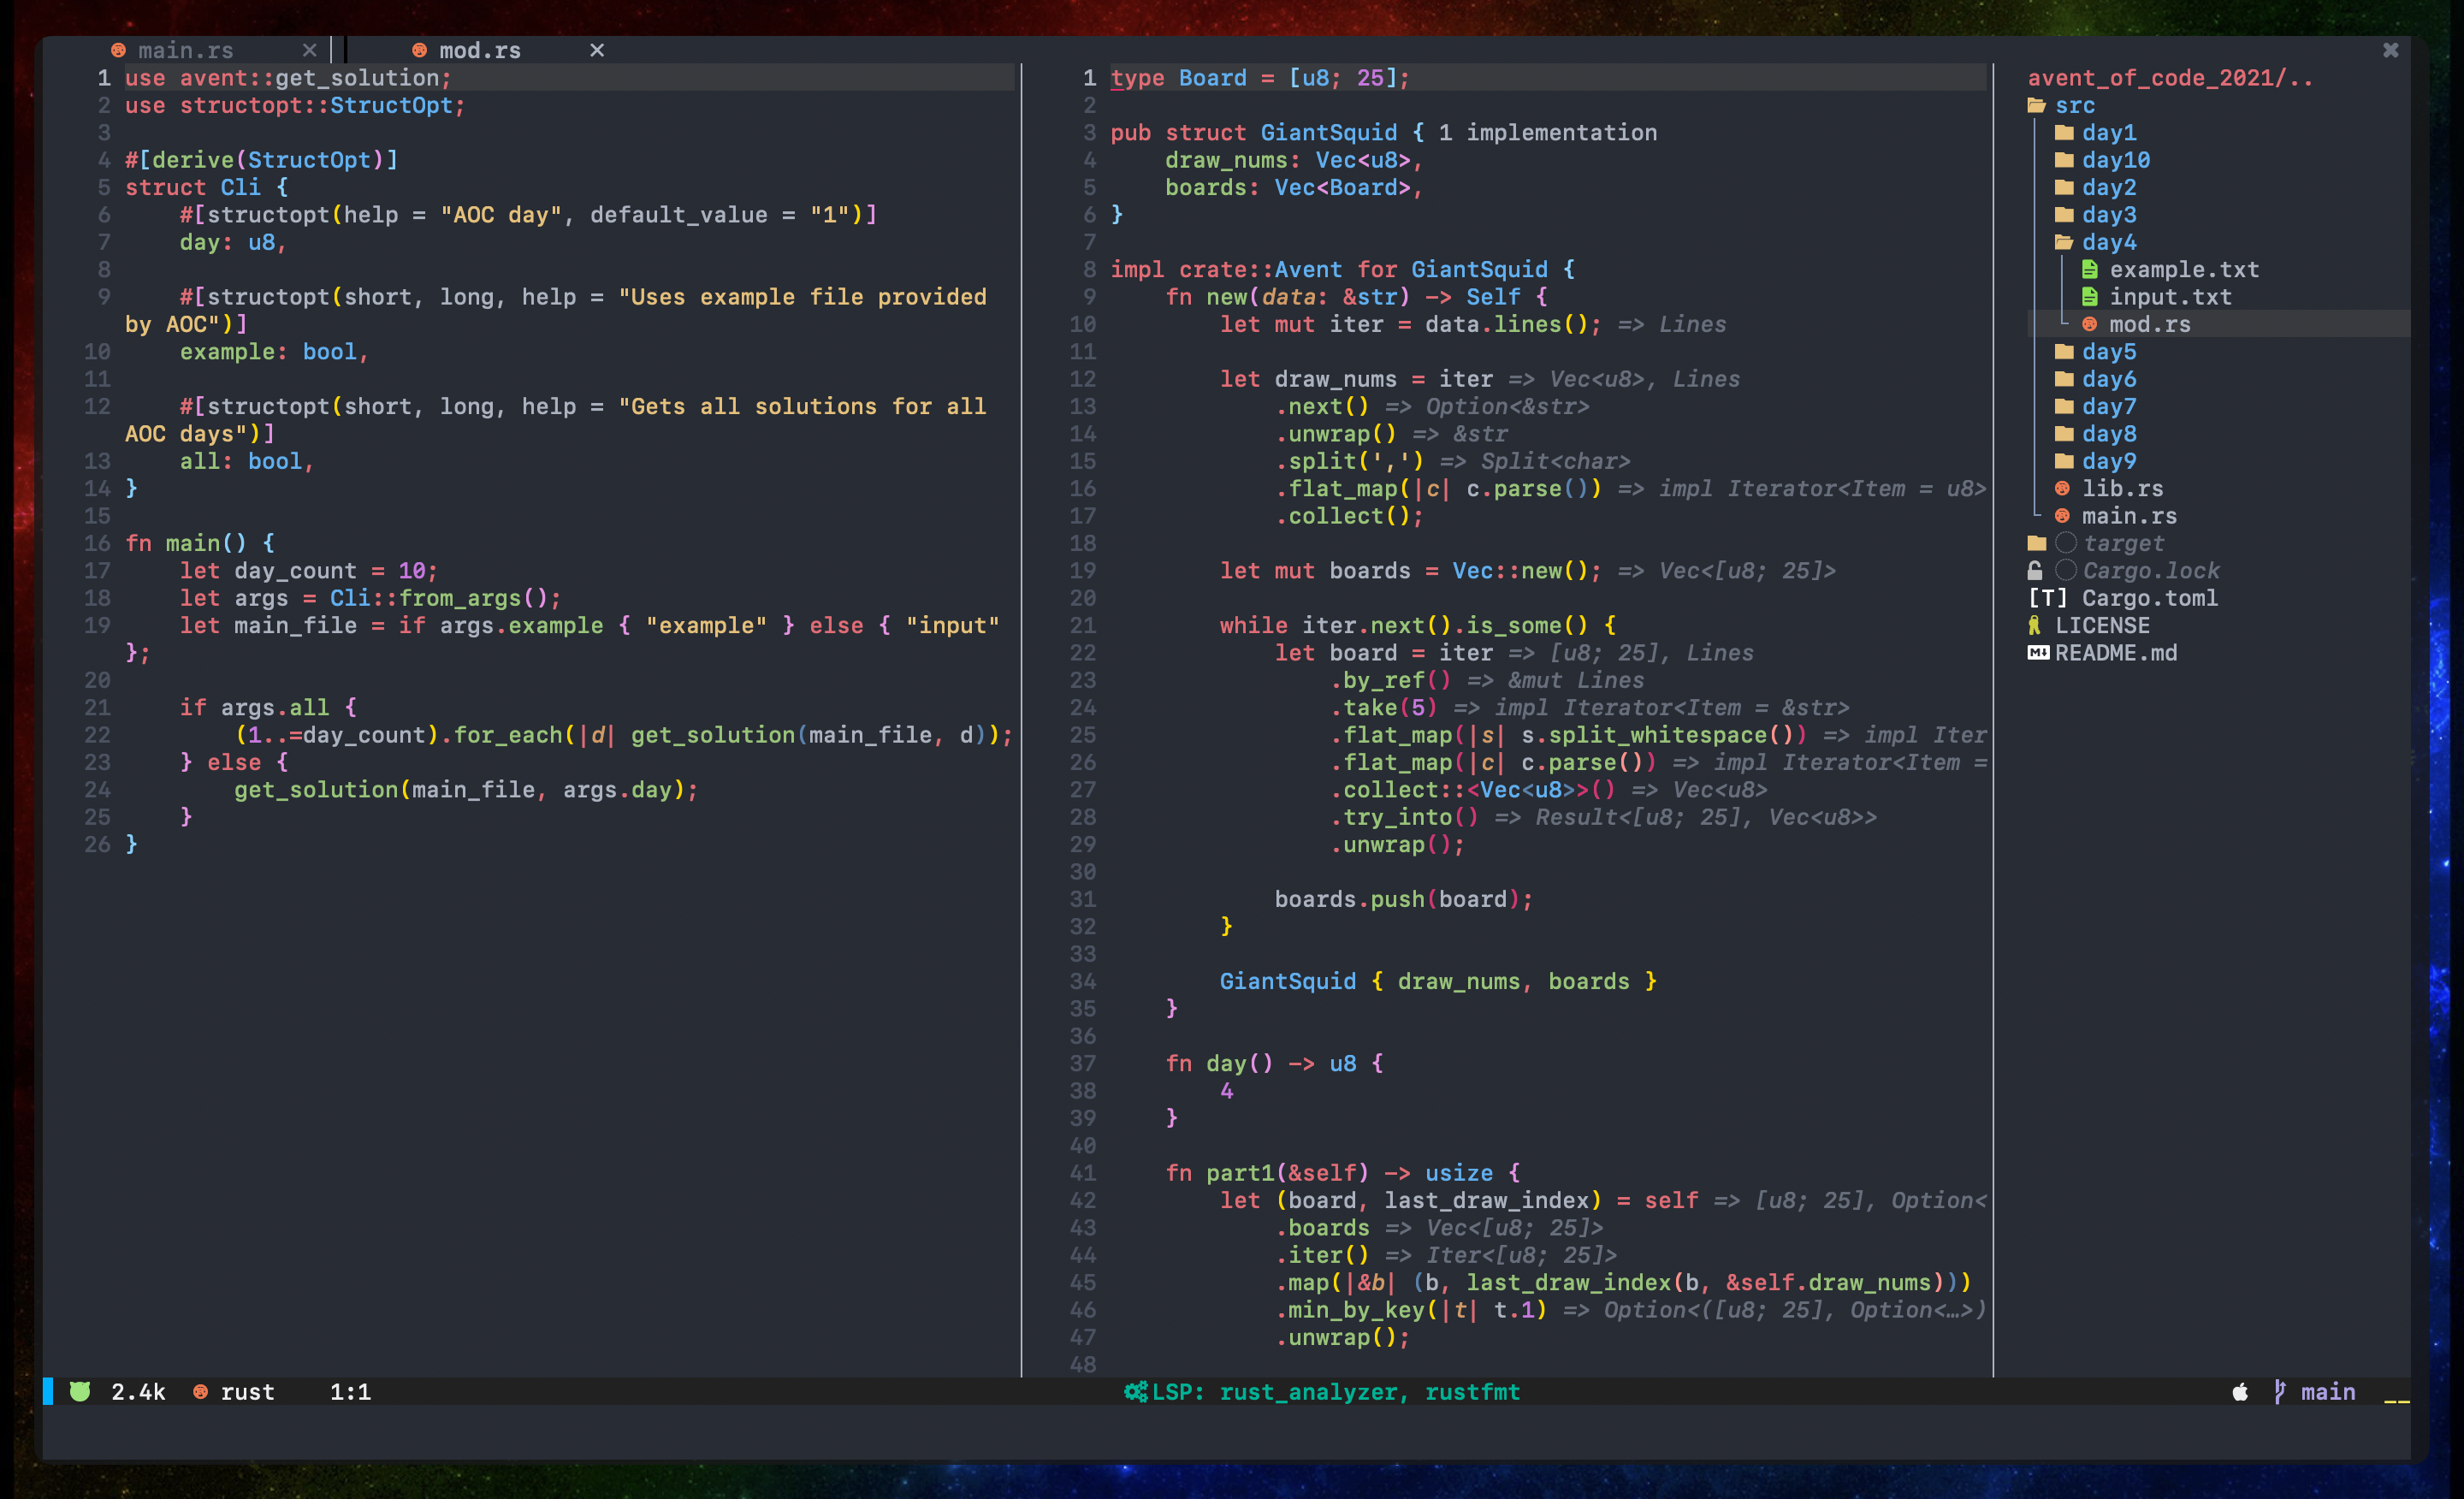 main.rs ✕ mod.rs ✕ ✖
1 use avent::get_solution;
2 use structopt::StructOpt;
3
4 #[derive(StructOpt)]
5 struct Cli {
6     #[structopt(help = "AOC day", default_value = "1")]
7     day: u8,
8
9     #[structopt(short, long, help = "Uses example file provided
by AOC")]
10     example: bool,
11
12     #[structopt(short, long, help = "Gets all solutions for all
AOC days")]
13     all: bool,
14 }
15
16 fn main() {
17     let day_count = 10;
18     let args = Cli::from_args();
19     let main_file = if args.example { "example" } else { "input"
};
20
21     if args.all {
22         (1..=day_count).for_each(|d| get_solution(main_file, d));
23     } else {
24         get_solution(main_file, args.day);
25     }
26 }
1 type Board = [u8; 25];
2
3 pub struct GiantSquid { 1 implementation
4     draw_nums: Vec<u8>,
5     boards: Vec<Board>,
6 }
7
8 impl crate::Avent for GiantSquid {
9     fn new(data: &str) -> Self {
10         let mut iter = data.lines(); => Lines
11
12         let draw_nums = iter => Vec<u8>, Lines
13             .next() => Option<&str>
14             .unwrap() => &str
15             .split(',') => Split<char>
16             .flat_map(|c| c.parse()) => impl Iterator<Item = u8>
17             .collect();
18
19         let mut boards = Vec::new(); => Vec<[u8; 25]>
20
21         while iter.next().is_some() {
22             let board = iter => [u8; 25], Lines
23                 .by_ref() => &mut Lines
24                 .take(5) => impl Iterator<Item = &str>
25                 .flat_map(|s| s.split_whitespace()) => impl Iter
26                 .flat_map(|c| c.parse()) => impl Iterator<Item =
27                 .collect::<Vec<u8>>() => Vec<u8>
28                 .try_into() => Result<[u8; 25], Vec<u8>>
29                 .unwrap();
30
31             boards.push(board);
32         }
33
34         GiantSquid { draw_nums, boards }
35     }
36
37     fn day() -> u8 {
38         4
39     }
40
41     fn part1(&self) -> usize {
42         let (board, last_draw_index) = self => [u8; 25], Option<
43             .boards => Vec<[u8; 25]>
44             .iter() => Iter<[u8; 25]>
45             .map(|&b| (b, last_draw_index(b, &self.draw_nums)))
46             .min_by_key(|t| t.1) => Option<([u8; 25], Option<…>)
47             .unwrap();
48
avent_of_code_2021/..
src
day1
day10
day2
day3
day4
example.txt
input.txt
mod.rs
day5
day6
day7
day8
day9
lib.rs
main.rs
target
Cargo.lock
[T] Cargo.toml
LICENSE
M↓ README.md
2.4k rust 1:1 LSP: rust_analyzer, rustfmt main __